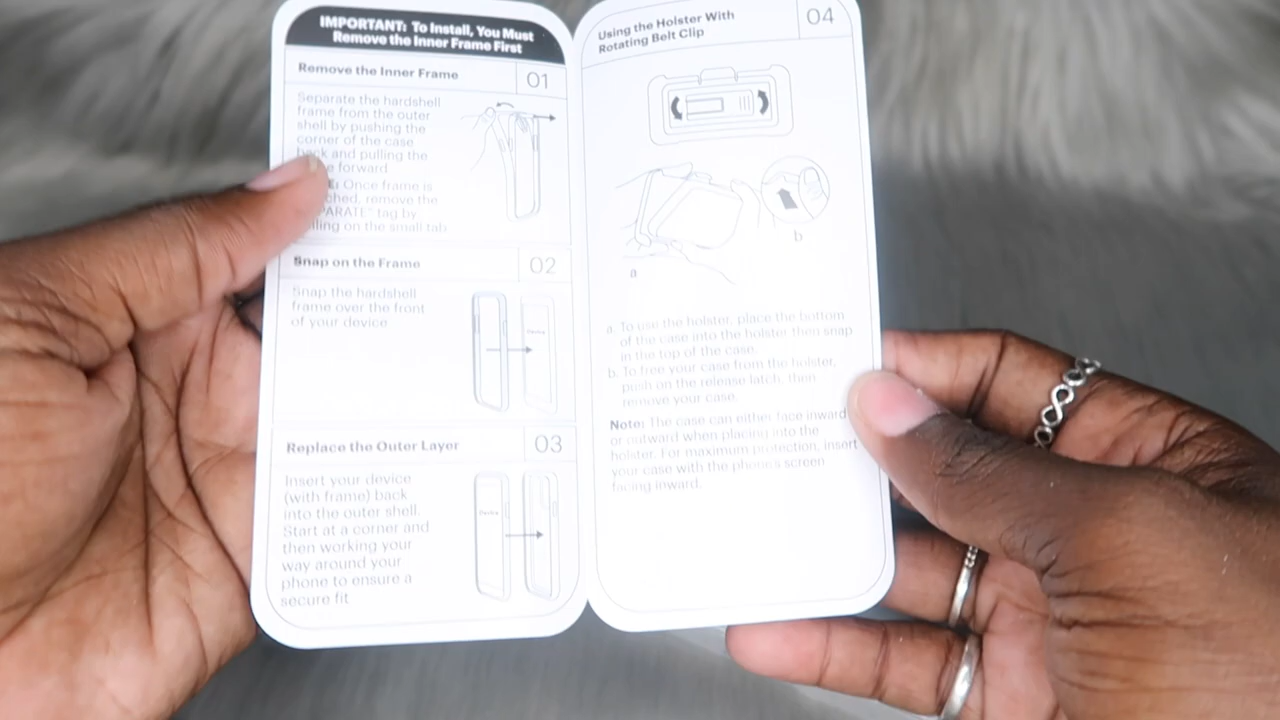 IMPORTANT: To Install, You Must
Remove the Inner Frame First
Remove the Inner Frame
01
Separate the hardshell
frame from the outer
shell by pushing the
corner of the case
back and pulling the
forward
Once frame is
remove the
tag by
on the small tab
Snap on the Frame
02
Snap the hardshell
frame over the front
of your device
Device
Replace the Outer Layer
03
Insert your device
(with frame) back
into the outer shell.
Start at a corner and
then working your
way around your
phone to ensure a
secure fit
Device
Using the Holster With
Rotating Belt Clip
04
a
b
a. To use the holster, place the bottom
of the case into the holster then snap
in the top of the case.
b. To free your case from the holster,
push on the release latch, then
remove your case.
Note: The case can either face inward
or outward when placing into the
holster. For maximum protection, insert
your case with the phone's screen
facing inward.